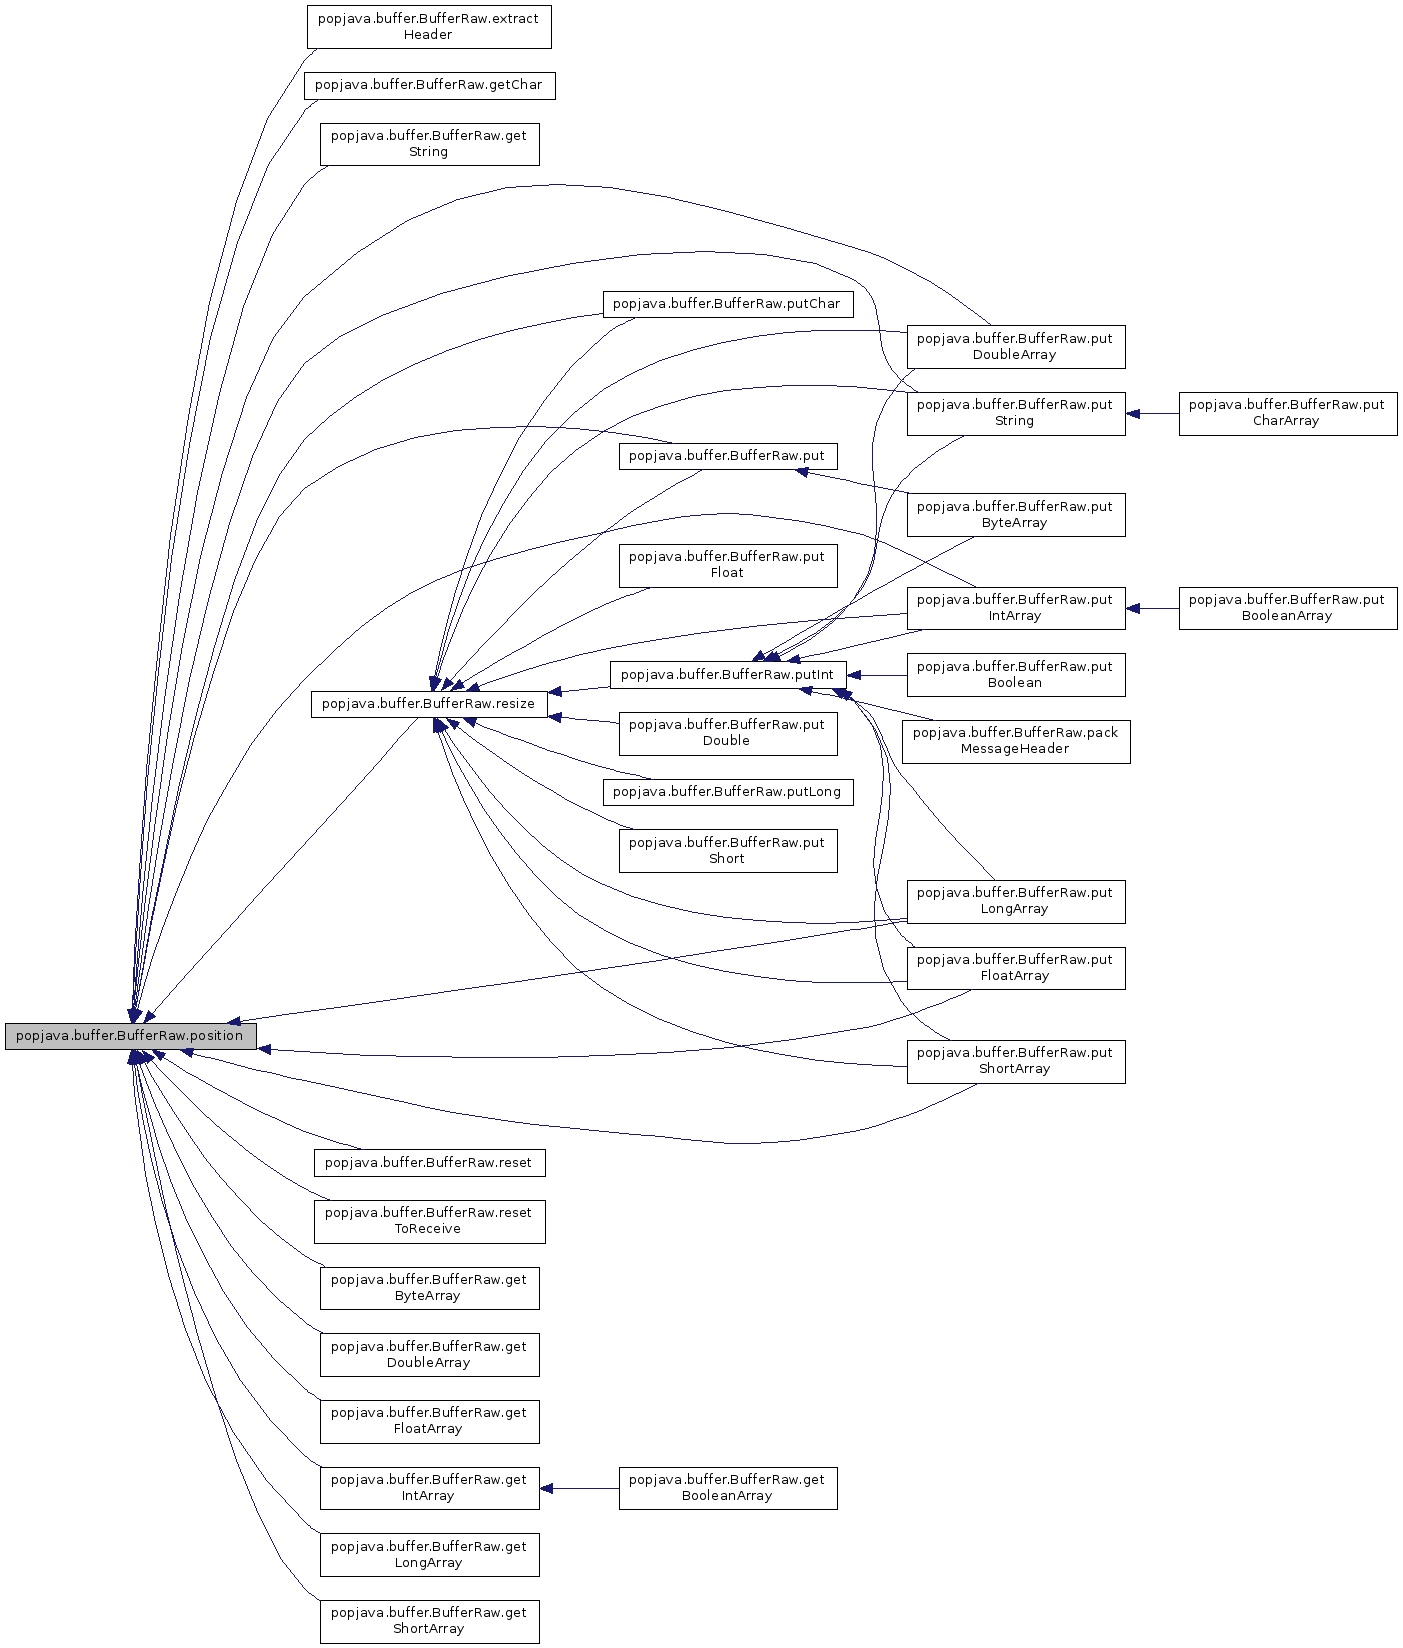 popjava.buffer.BufferRaw.extract
Header
popjava.buffer.BufferRaw.getChar
popjava.buffer.BufferRaw.get
String
popjava.buffer.BufferRaw.putChar
popjava.buffer.BufferRaw.put
DoubleArray
popjava.buffer.BufferRaw.put
String
popjava.buffer.BufferRaw.put
CharArray
popjava.buffer.BufferRaw.put
popjava.buffer.BufferRaw.put
ByteArray
popjava.buffer.BufferRaw.put
Float
popjava.buffer.BufferRaw.put
IntArray
popjava.buffer.BufferRaw.put
BooleanArray
popjava.buffer.BufferRaw.putInt
popjava.buffer.BufferRaw.put
Boolean
popjava.buffer.BufferRaw.resize
popjava.buffer.BufferRaw.put
Double
popjava.buffer.BufferRaw.pack
MessageHeader
popjava.buffer.BufferRaw.putLong
popjava.buffer.BufferRaw.put
Short
popjava.buffer.BufferRaw.put
LongArray
popjava.buffer.BufferRaw.put
FloatArray
popjava.buffer.BufferRaw.position
popjava.buffer.BufferRaw.put
ShortArray
popjava.buffer.BufferRaw.reset
popjava.buffer.BufferRaw.reset
ToReceive
popjava.buffer.BufferRaw.get
ByteArray
popjava.buffer.BufferRaw.get
DoubleArray
popjava.buffer.BufferRaw.get
FloatArray
popjava.buffer.BufferRaw.get
IntArray
popjava.buffer.BufferRaw.get
BooleanArray
popjava.buffer.BufferRaw.get
LongArray
popjava.buffer.BufferRaw.get
ShortArray